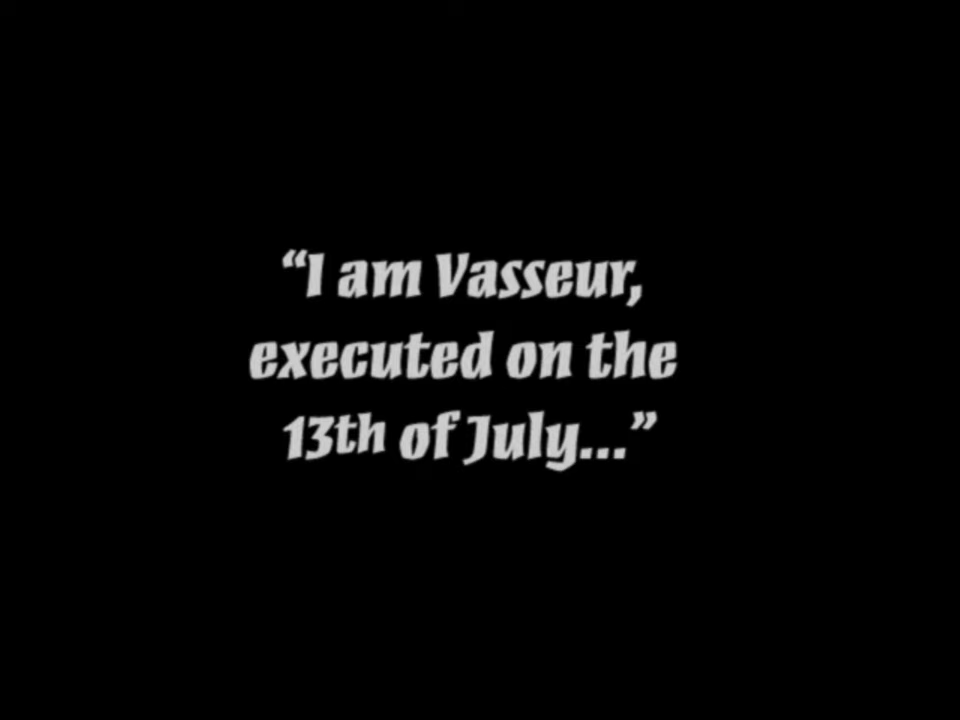 “I am Vasseur,
executed on the
13th of July...”